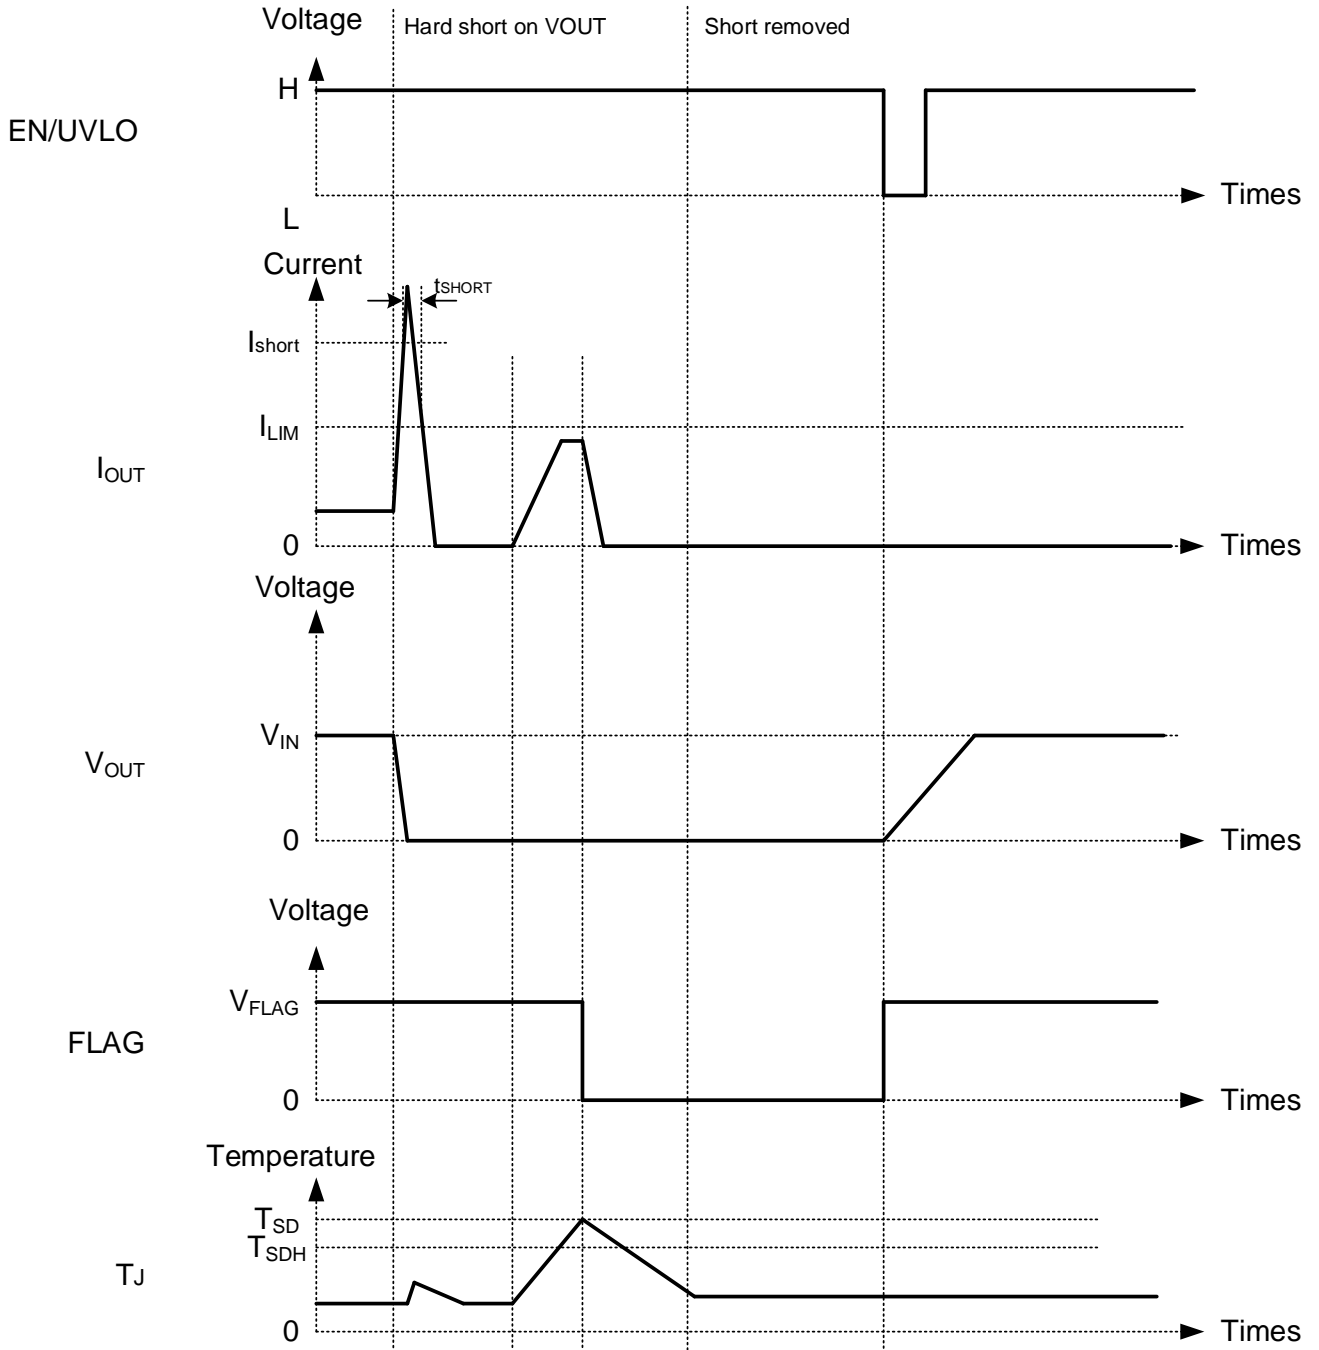 Voltage
Hard short on VOUT
Short removed
H
EN/UVLO
L
Times
Current
tSHORT
Ishort
ILIM
IOUT
0
Times
Voltage
VIN
VOUT
0
Times
Voltage
VFLAG
FLAG
0
Times
Temperature
TSD
TSDH
TJ
0
Times